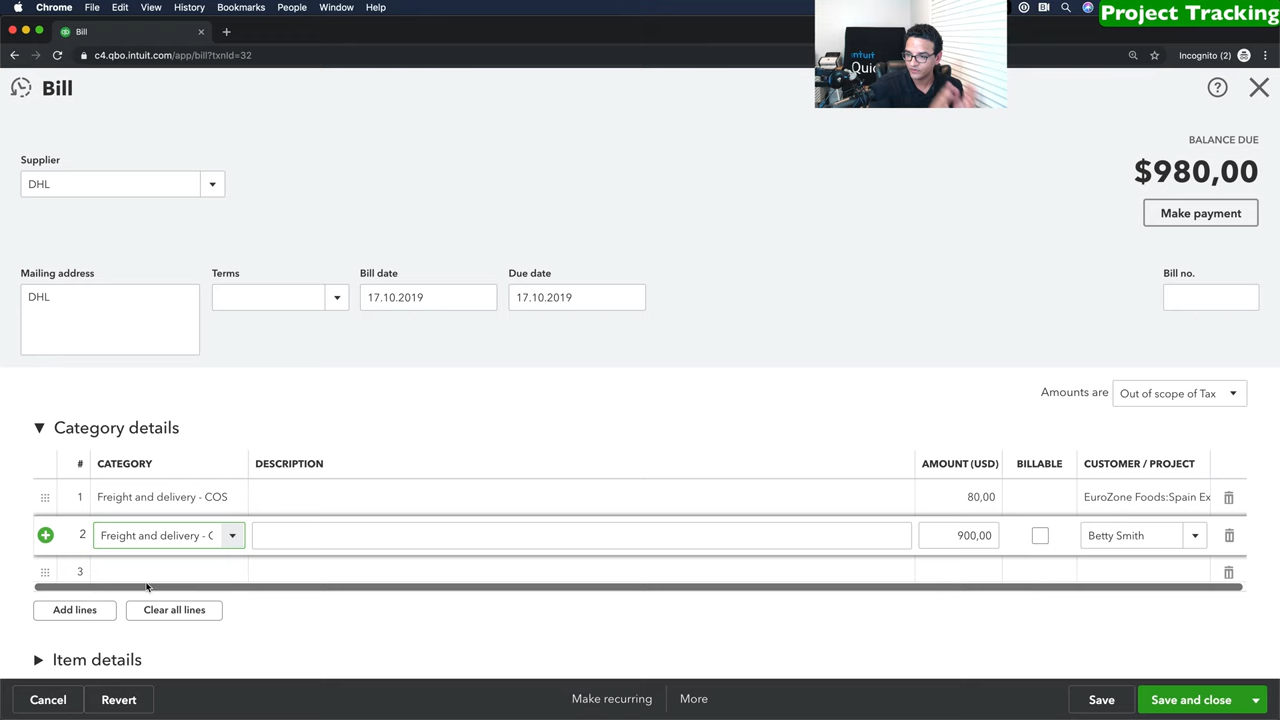 Chrome File Edit View History Bookmarks People Window Help
Project Tracking
Bill
c4.qbo.intuit.com/app/bill?nameId=
Incognito (2)
intuit
Quic
Bill
BALANCE DUE
$980,00
Make payment
Supplier
DHL
Mailing address Terms Bill date Due date Bill no.
DHL 17.10.2019 17.10.2019
Amounts are Out of scope of Tax
Category details
# CATEGORY DESCRIPTION AMOUNT (USD) BILLABLE CUSTOMER / PROJECT
1 Freight and delivery - COS 80,00 EuroZone Foods:Spain Ex
2 Freight and delivery - C 900,00 Betty Smith
3
Add lines Clear all lines
Item details
Cancel Revert Make recurring More Save Save and close